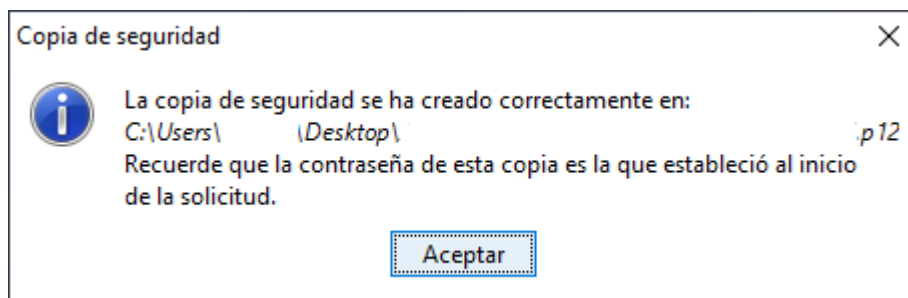 Copia de seguridad
La copia de seguridad se ha creado correctamente en:
C:\Users\ \Desktop\ .p12
Recuerde que la contraseña de esta copia es la que estableció al inicio
de la solicitud.
Aceptar